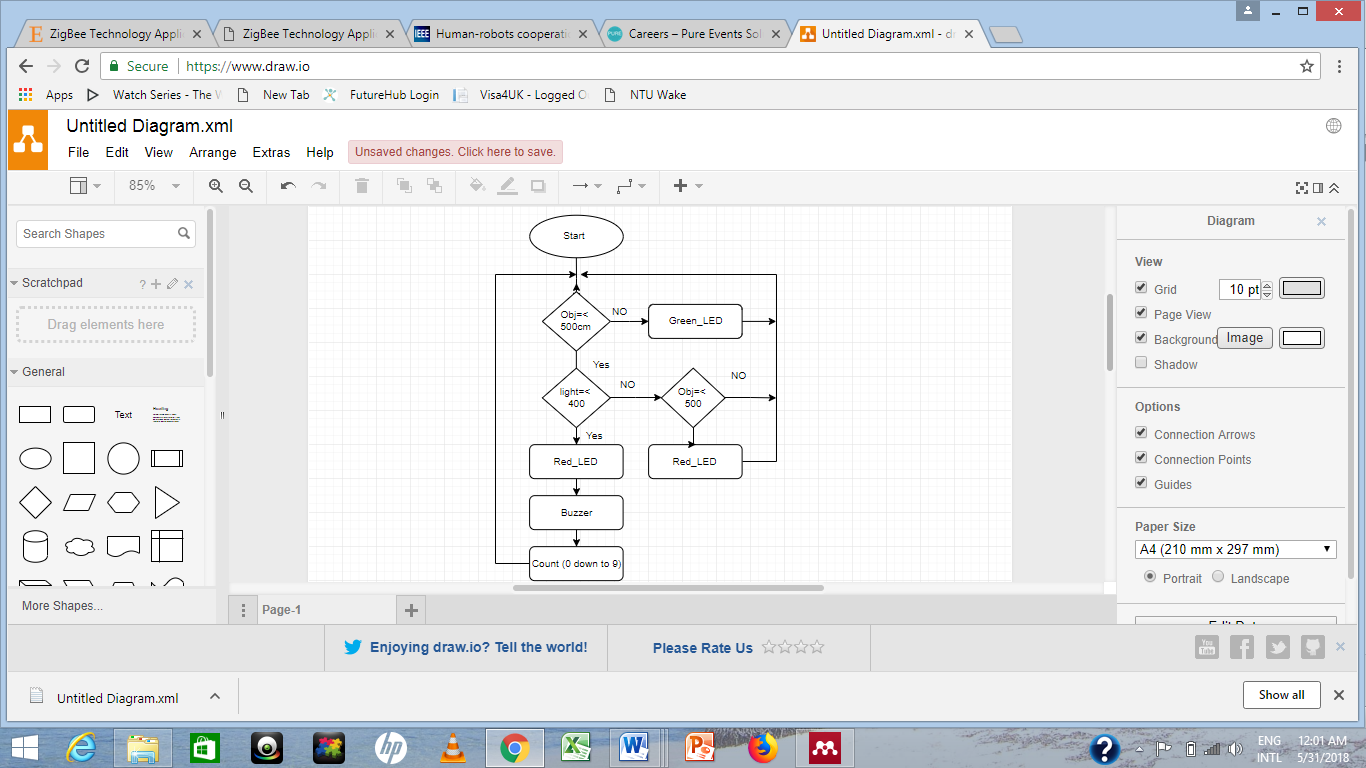 ZigBee Technology Appli
ZigBee Technology Appli
IEEE
Human-robots cooperati
PURE
Careers – Pure Events Sol
Untitled Diagram.xml - dr
Secure
https://www.draw.io
Apps
Watch Series - The W
New Tab
FutureHub Login
Visa4UK - Logged O
NTU Wake
Untitled Diagram.xml
File
Edit
View
Arrange
Extras
Help
Unsaved changes. Click here to save.
85%
Search Shapes
Scratchpad
?
Drag elements here
General
Text
Heading
More Shapes...
Start
Obj=<
500cm
NO
Green_LED
Yes
light=<
400
NO
Obj=<
500
NO
Yes
Red_LED
Red_LED
Buzzer
Count (0 down to 9)
Page-1
Diagram
View
Grid
10 pt
Page View
Background
Image
Shadow
Options
Connection Arrows
Connection Points
Guides
Paper Size
A4 (210 mm x 297 mm)
Portrait
Landscape
Enjoying draw.io? Tell the world!
Please Rate Us
You
Tube
Untitled Diagram.xml
Show all
hp
ENG
INTL
12:01 AM
5/31/2018